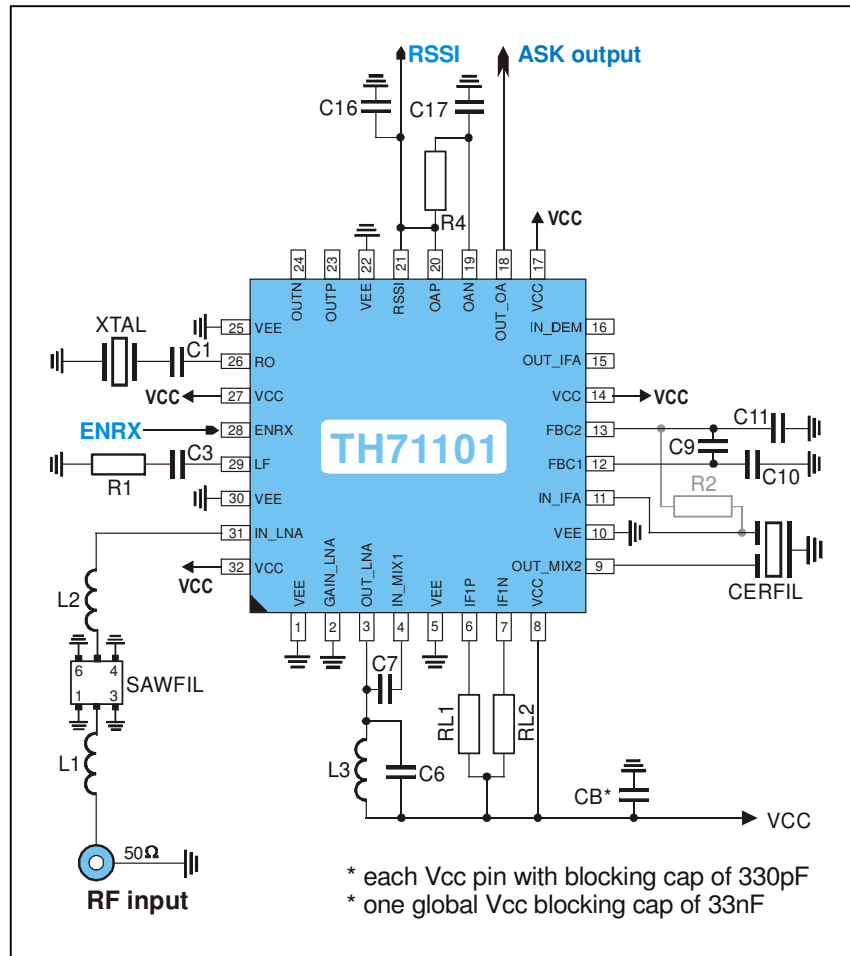 RSSI
ASK output
C16
C17
R4
VCC
24
23
22
21
20
19
18
17
OUTN
OUTP
VEE
RSSI
OAP
OAN
OUT_OA
VCC
XTAL
C1
25
VEE
IN_DEM
16
26
RO
OUT_IFA
15
VCC
27
VCC
VCC
14
VCC
ENRX
28
ENRX
FBC2
13
C11
C9
TH71101
C3
29
LF
FBC1
12
C10
R1
R2
30
VEE
IN_IFA
11
31
IN_LNA
VEE
10
VCC
32
VCC
OUT_MIX2
9
CERFIL
VEE
GAIN_LNA
OUT_LNA
IN_MIX1
VEE
IF1P
IF1N
VCC
1
2
3
4
5
6
7
8
L2
C7
6
4
SAWFIL
1
3
RL1
RL2
L1
L3
C6
CB*
VCC
50Ω
RF input
* each Vcc pin with blocking cap of 330pF
* one global Vcc blocking cap of 33nF